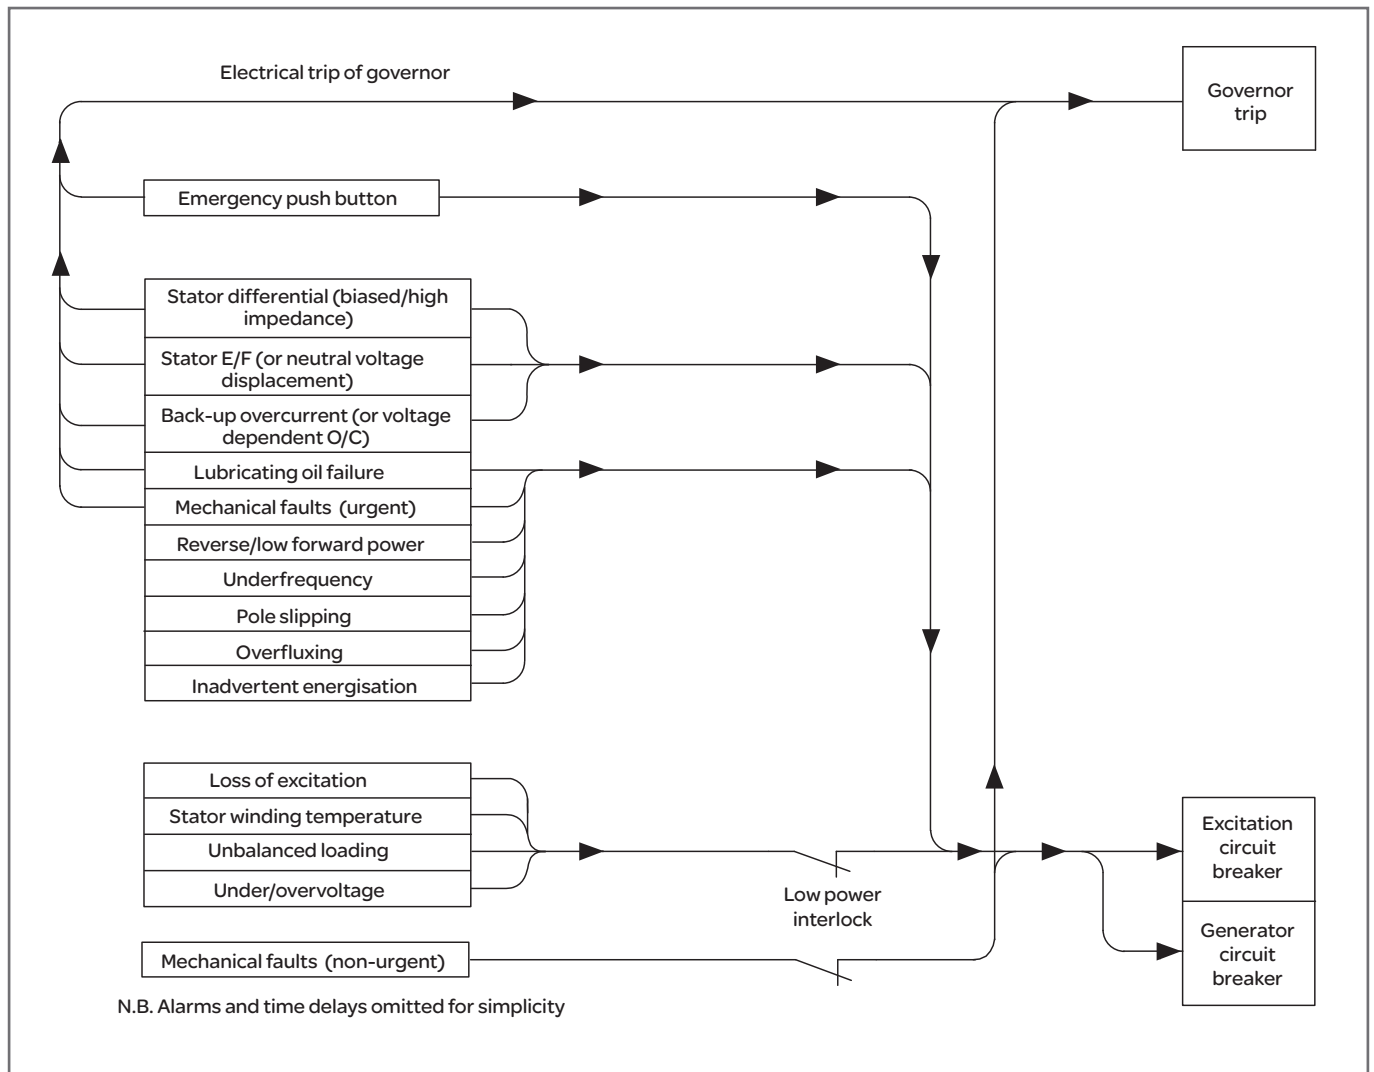 Electrical trip of governor
Governor
trip
Emergency push button
Stator differential (biased/high
impedance)
Stator E/F (or neutral voltage
displacement)
Back-up overcurrent (or voltage
dependent O/C)
Lubricating oil failure
Mechanical faults (urgent)
Reverse/low forward power
Underfrequency
Pole slipping
Overfluxing
Inadvertent energisation
Loss of excitation
Stator winding temperature
Unbalanced loading
Under/overvoltage
Low power
interlock
Excitation
circuit
breaker
Generator
circuit
breaker
Mechanical faults (non-urgent)
N.B. Alarms and time delays omitted for simplicity